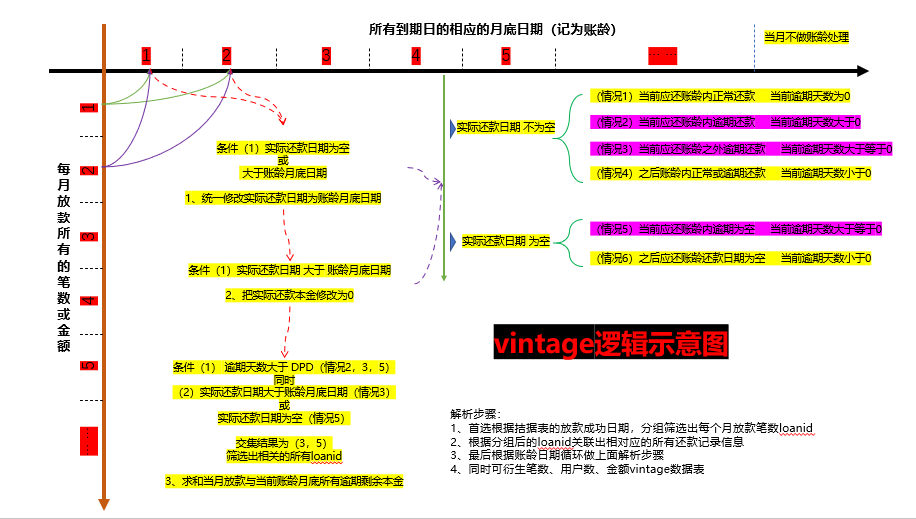 所有到期日的相应的月底日期（记为账龄）
当月不做账龄处理
1 2 3 4 5 … …
每月放款所有的笔数或金额
1
2
3
4
5
条件（1）实际还款日期为空
或
大于账龄月底日期
1、统一修改实际还款日期为账龄月底日期
条件（1）实际还款日期 大于 账龄月底日期
2、把实际还款本金修改为0
条件（1） 逾期天数大于 DPD（情况2，3，5）
同时
（2）实际还款日期大于账龄月底日期（情况3）
或
实际还款日期为空（情况5）
交集结果为（3，5）
筛选出相关的所有loanid
3、求和当月放款与当前账龄月底所有逾期剩余本金
实际还款日期 不为空
（情况1）当前应还账龄内正常还款 当前逾期天数为0
（情况2）当前应还账龄内逾期还款 当前逾期天数大于0
（情况3）当前应还账龄之外逾期还款 当前逾期天数大于等于0
（情况4）之后账龄内正常或逾期还款 当前逾期天数小于0
实际还款日期 为空
（情况5）当前应还账龄内逾期为空 当前逾期天数大于等于0
（情况6）之后应还账龄还款日期为空 当前逾期天数小于0
vintage逻辑示意图
解析步骤：
1、首选根据拮据表的放款成功日期，分组筛选出每个月放款笔数loanid
2、根据分组后的loanid关联出相对应的所有还款记录信息
3、最后根据账龄日期循环做上面解析步骤
4、同时可衍生笔数、用户数、金额vintage数据表